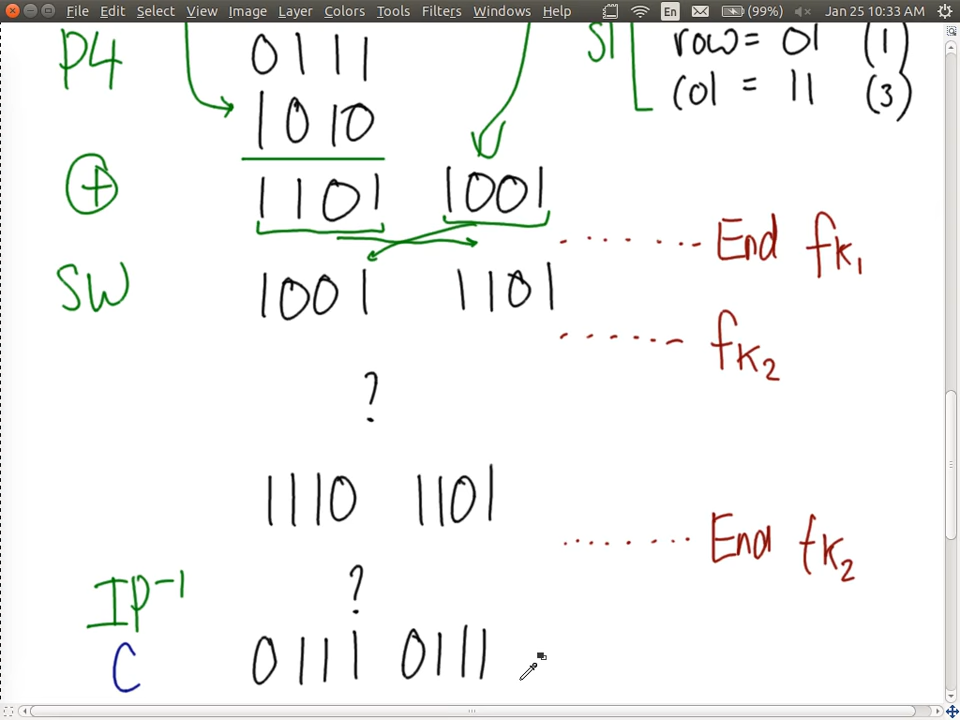 File Edit Select View Image Layer Colors Tools Filters Windows Help En (99%) Jan 25 10:33 AM
P4 0111 S1 row = 01 (1)
1010 col = 11 (3)
⊕ 1101 1001
End fK1
SW 1001 1101
fK2
?
1110 1101
End fK2
IP-1 ?
C 0111 0111